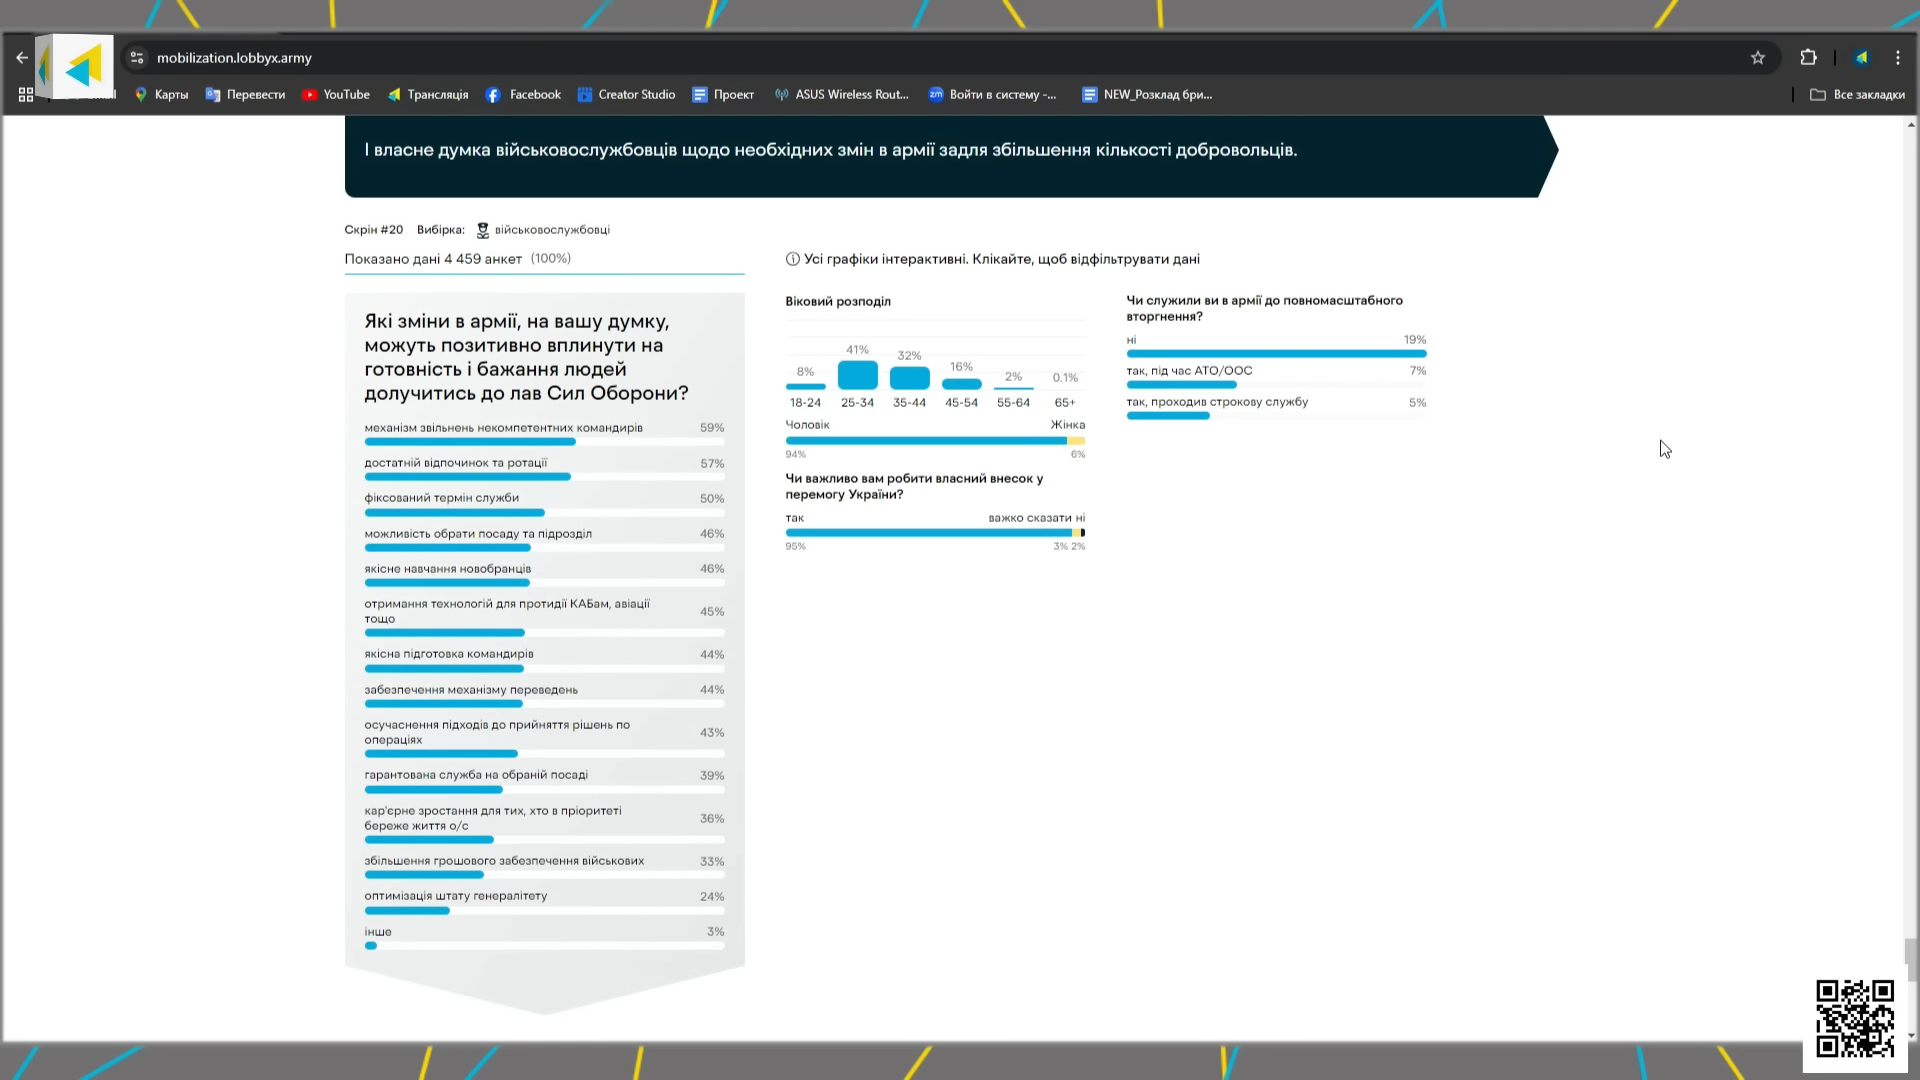 mobilization.lobbyx.army
Карты
Перевести
YouTube
Трансляція
Facebook
Creator Studio
Проект
ASUS Wireless Rout...
zm
Войти в систему -...
NEW_Розклад бри...
Все закладки
І власне думка військовослужбовців щодо необхідних змін в армії задля збільшення кількості добровольців.
Скрін #20 Вибірка: військовослужбовці
Показано дані 4 459 анкет (100%)
Усі графіки інтерактивні. Клікайте, щоб відфільтрувати дані
Які зміни в армії, на вашу думку,
можуть позитивно вплинути на
готовність і бажання людей
долучитись до лав Сил Оборони?
механізм звільнень некомпетентних командирів 59%
достатній відпочинок та ротації 57%
фіксований термін служби 50%
можливість обрати посаду та підрозділ 46%
якісне навчання новобранців 46%
отримання технологій для протидії КАБам, авіації
тощо 45%
якісна підготовка командирів 44%
забезпечення механізму переведень 44%
осучаснення підходів до прийняття рішень по
операціях 43%
гарантована служба на обраній посаді 39%
кар'єрне зростання для тих, хто в пріоритеті
береже життя о/с 36%
збільшення грошового забезпечення військових 33%
оптимізація штату генералітету 24%
інше 3%
Віковий розподіл
8% 41% 32% 16% 2% 0.1%
18-24 25-34 35-44 45-54 55-64 65+
Чоловік Жінка
94% 6%
Чи важливо вам робити власний внесок у
перемогу України?
так важко сказати ні
95% 3% 2%
Чи служили ви в армії до повномасштабного
вторгнення?
ні 19%
так, під час АТО/ООС 7%
так, проходив строкову службу 5%